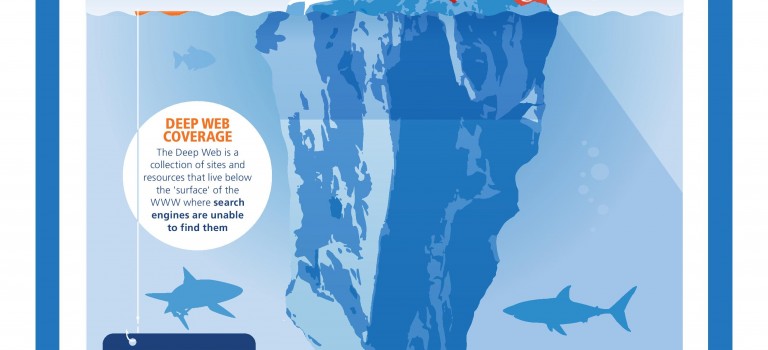 DEEP WEB
COVERAGE
The Deep Web is a
collection of sites and
resources that live below
the 'surface' of the
WWW where search
engines are unable
to find them